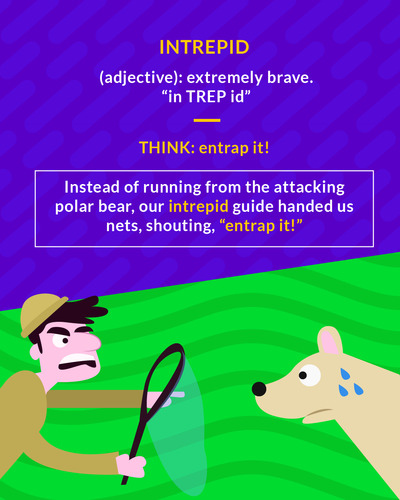 INTREPID
(adjective): extremely brave.
“in TREP id”
THINK: entrap it!
Instead of running from the attacking
polar bear, our intrepid guide handed us
nets, shouting, “entrap it!”